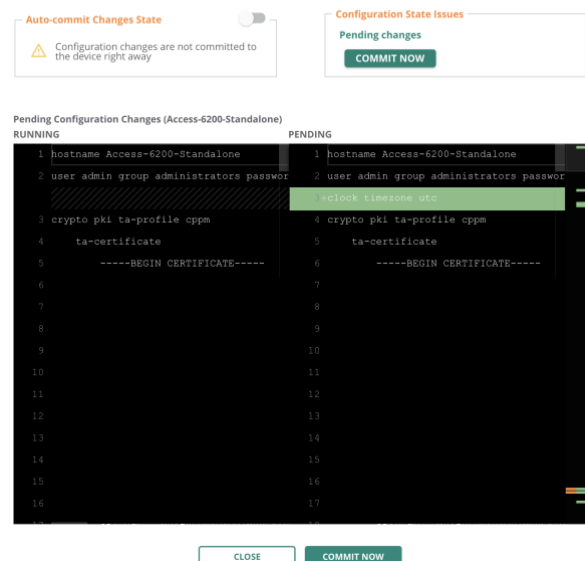 Auto-commit Changes State
Configuration changes are not committed to
the device right away
Configuration State Issues
Pending changes
COMMIT NOW
Pending Configuration Changes (Access-6200-Standalone)
RUNNING
PENDING
1 hostname Access-6200-Standalone
2 user admin group administrators passwor
3 crypto pki ta-profile cppm
4 ta-certificate
5 -----BEGIN CERTIFICATE-----
6
7
8
9
10
11
12
13
14
15
16
1 hostname Access-6200-Standalone
2 user admin group administrators passwor
3 +clock timezone utc
4 crypto pki ta-profile cppm
5 ta-certificate
6 -----BEGIN CERTIFICATE-----
7
8
9
10
11
12
13
14
15
16
17
CLOSE
COMMIT NOW